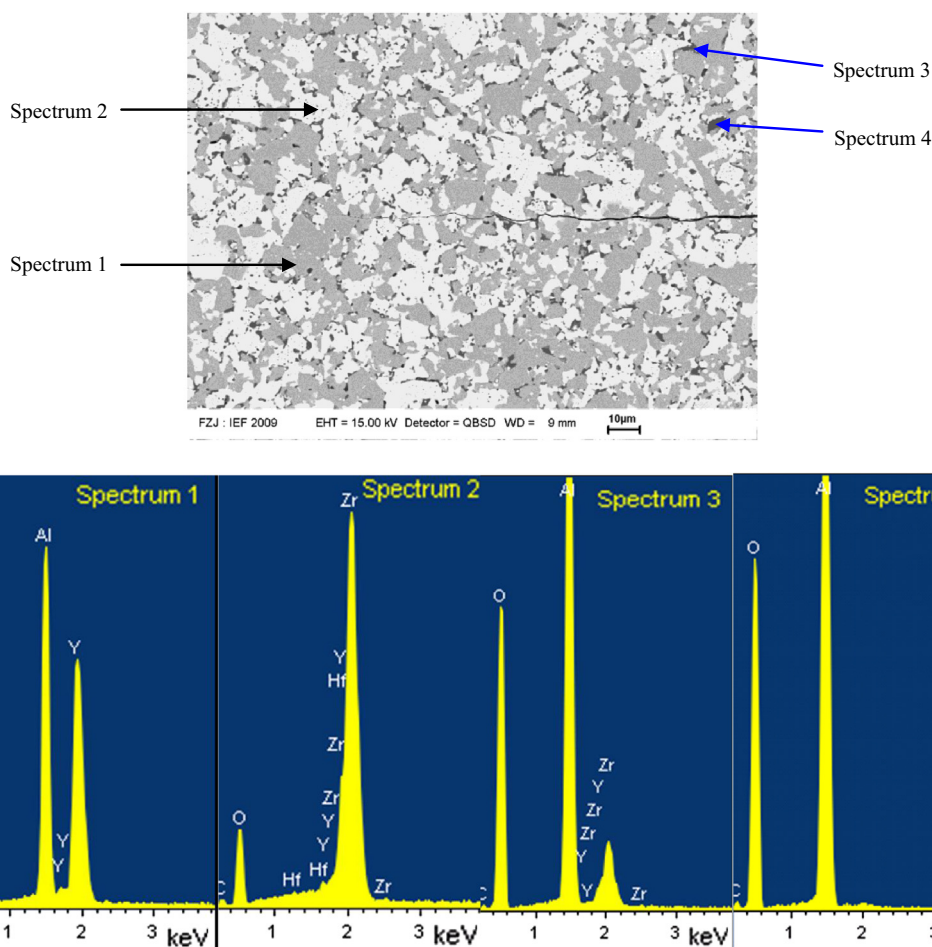 Spectrum 3
Spectrum 2
Spectrum 4
Spectrum 1
FZJ : IEF 2009 EHT = 15.00 kV Detector = QBSD WD = 9 mm 10µm
Spectrum 1
Al
Y
Y
Y
1 2 3 keV
Spectrum 2
Zr
Y
Hf
Zr
Zr
Y
O
Y
Hf
Hf
Zr
C
1 2 3 keV
Spectrum 3
Al
O
Zr
Y
Zr
Zr
Y
Y
Zr
C
1 2 3 keV
Spectr
Al
O
C
1 2 3